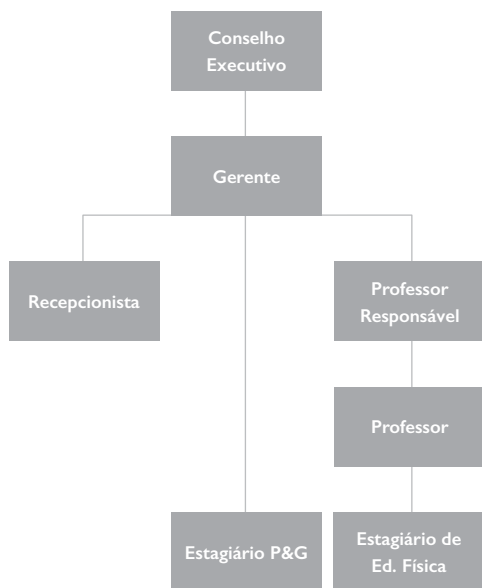 Conselho
Executivo
Gerente
Recepcionista
Professor
Responsável
Professor
Estagiário P&G
Estagiário de
Ed. Física